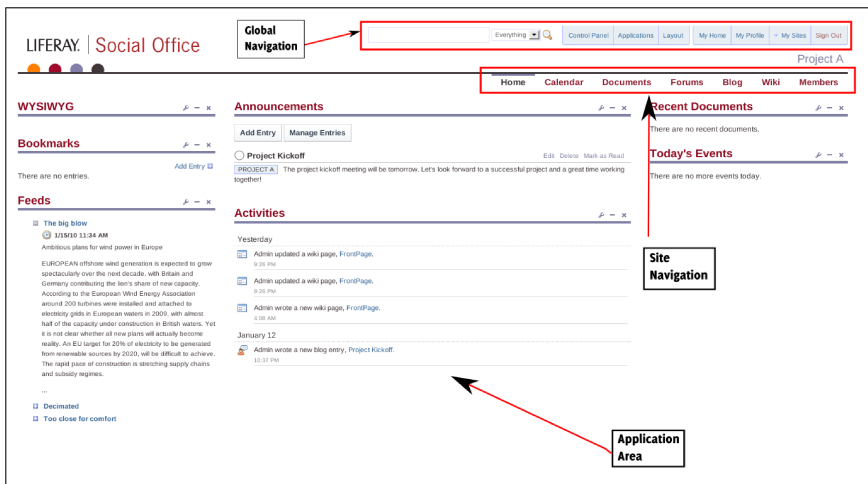 Global
Navigation
Everything
Control Panel Applications Layout My Home My Profile My Sites Sign Out
LIFERAY. Social Office
Project A
Home Calendar Documents Forums Blog Wiki Members
WYSIWYG
Bookmarks
Add Entry
There are no entries.
Feeds
The big blow
1/15/10 11:34 AM
Ambitious plans for wind power in Europe
EUROPEAN offshore wind generation is expected to grow
spectacularly over the next decade, with Britain and
Germany contributing the lion's share of new capacity.
According to the European Wind Energy Association
around 200 turbines were installed and attached to
electricity grids in European waters in 2009, with almost
half of the capacity under construction in British waters. Yet
it is not clear whether all new plans will actually become
reality. An EU target for 20% of electricity to be generated
from renewable sources by 2020, will be difficult to achieve.
The rapid pace of construction is stretching supply chains
and subsidy regimes.
...
Decimated
Too close for comfort
Announcements
Add Entry Manage Entries
Project Kickoff Edit Delete Mark as Read
PROJECT A The project kickoff meeting will be tomorrow. Let's look forward to a successful project and a great time working
together!
Activities
Yesterday
Admin updated a wiki page, FrontPage.
9:26 PM
Admin updated a wiki page, FrontPage.
9:26 PM
Admin wrote a new wiki page, FrontPage.
4:08 AM
January 12
Admin wrote a new blog entry, Project Kickoff.
10:37 PM
Recent Documents
There are no recent documents.
Today's Events
There are no more events today.
Site
Navigation
Application
Area